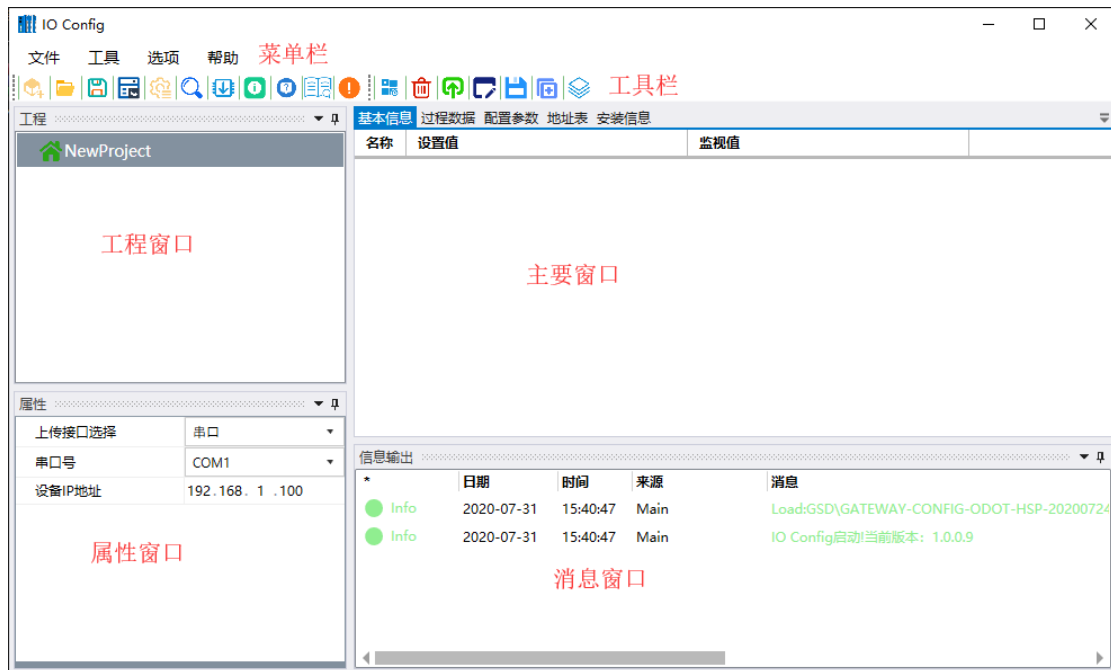 IO Config
文件 工具 选项 帮助 菜单栏
工具栏
工程
NewProject
工程窗口
基本信息 过程数据 配置参数 地址表 安装信息
名称 设置值 监视值
主要窗口
属性
上传接口选择 串口
串口号 COM1
设备IP地址 192.168. 1 .100
属性窗口
信息输出
* 日期 时间 来源 消息
Info 2020-07-31 15:40:47 Main Load:GSD\GATEWAY-CONFIG-ODOT-HSP-20200724
Info 2020-07-31 15:40:47 Main IO Config启动!当前版本：1.0.0.9
消息窗口